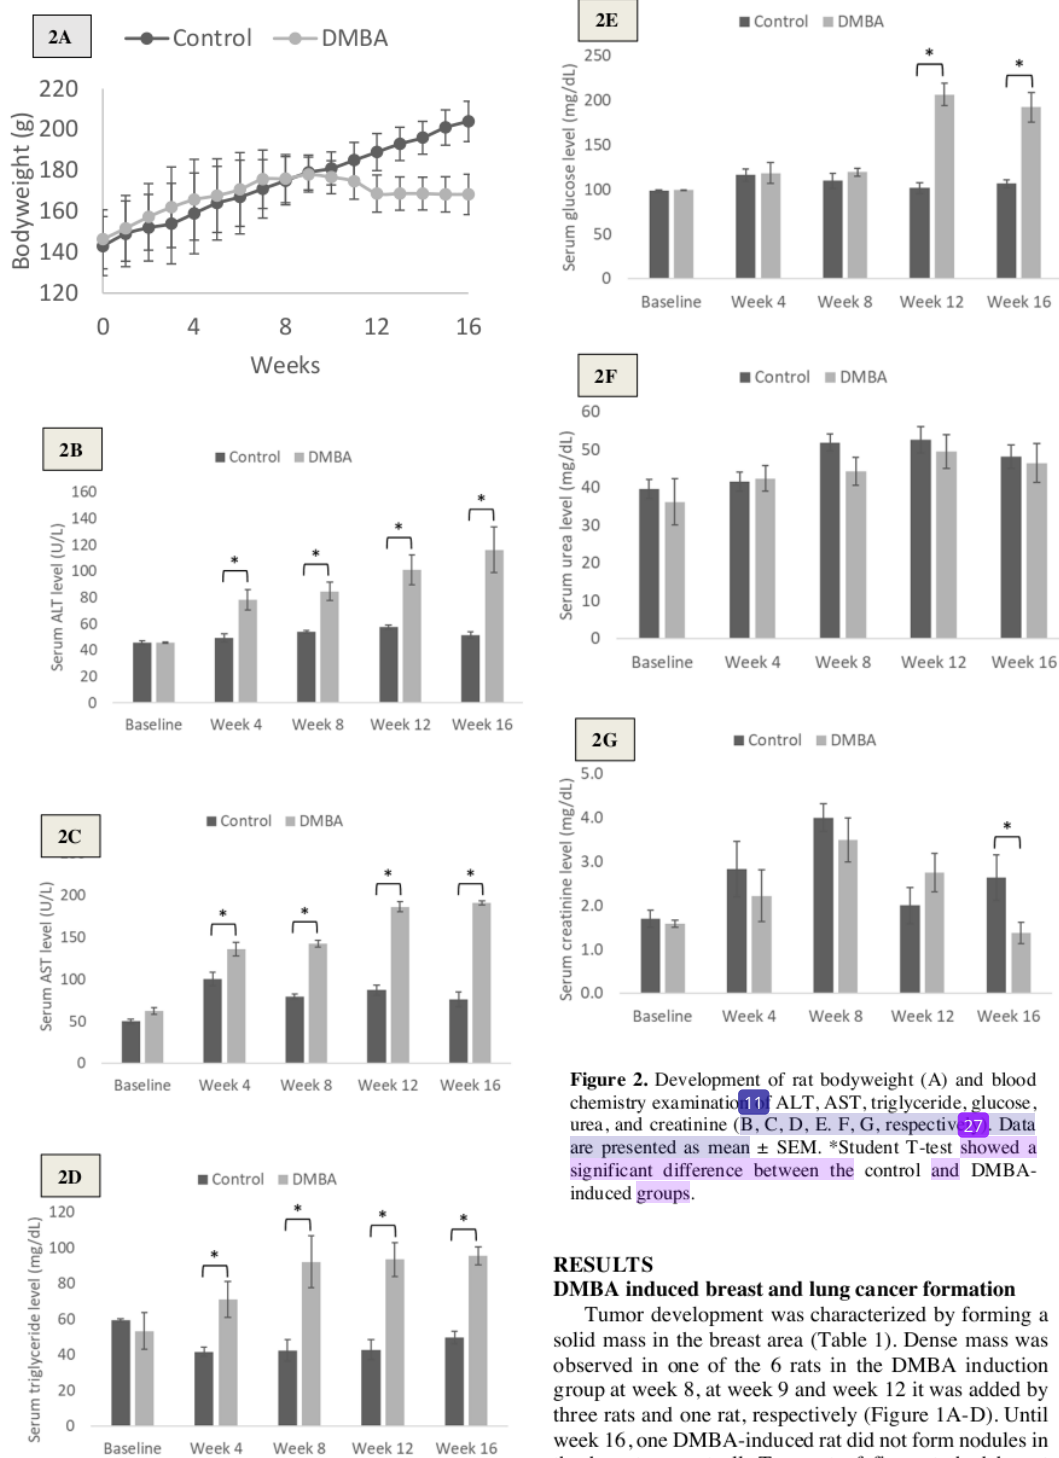 2A
Control DMBA
Bodyweight (g)
220
200
180
160
140
120
0 4 8 12 16
Weeks
2B
Control DMBA
Serum ALT level (U/L)
160
140
120
100
80
60
40
20
0
Baseline Week 4 Week 8 Week 12 Week 16
* * * *
2C
Control DMBA
Serum AST level (U/L)
200
150
100
50
0
Baseline Week 4 Week 8 Week 12 Week 16
* * * *
2D
Control DMBA
Serum triglyceride level (mg/dL)
120
100
80
60
40
20
0
Baseline Week 4 Week 8 Week 12 Week 16
* * * *
2E
Control DMBA
Serum glucose level (mg/dL)
250
200
150
100
50
0
Baseline Week 4 Week 8 Week 12 Week 16
* *
2F
Control DMBA
Serum urea level (mg/dL)
60
50
40
30
20
10
0
Baseline Week 4 Week 8 Week 12 Week 16
2G
Control DMBA
Serum creatinine level (mg/dL)
5.0
4.0
3.0
2.0
1.0
0.0
Baseline Week 4 Week 8 Week 12 Week 16
*
Figure 2. Development of rat bodyweight (A) and blood
chemistry examination 11 ALT, AST, triglyceride, glucose,
urea, and creatinine (B, C, D, E. F, G, 27 Data
are presented as mean ± SEM. *Student T-test showed a
significant difference between the control and DMBA-
induced groups.
RESULTS
DMBA induced breast and lung cancer formation
Tumor development was characterized by forming a
solid mass in the breast area (Table 1). Dense mass was
observed in one of the 6 rats in the DMBA induction
group at week 8, at week 9 and week 12 it was added by
three rats and one rat, respectively (Figure 1A-D). Until
week 16, one DMBA-induced rat did not form nodules in